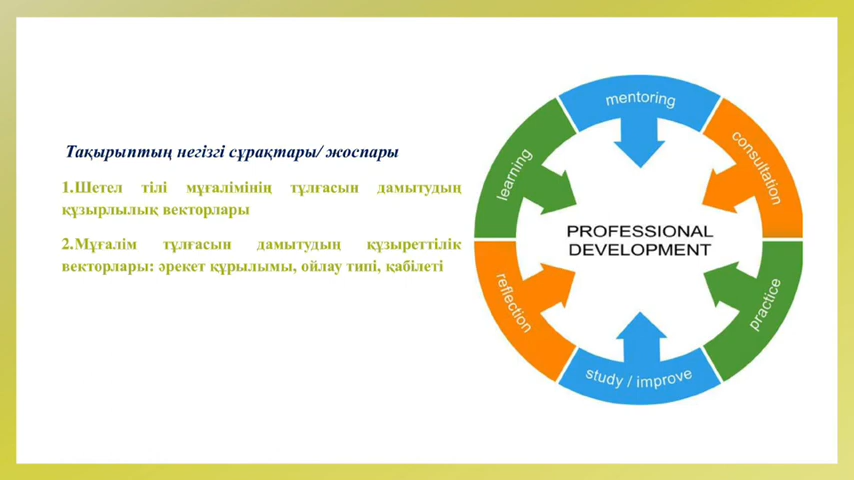 Тақырыптың негізгі сұрақтары/ жоспары
1.Шетел тілі мұғалімінің тұлғасын дамытудың
құзырлылық векторлары
2.Мұғалім тұлғасын дамытудың құзыреттілік
векторлары: әрекет құрылымы, ойлау типі, қабілеті
mentoring
consultation
learning
PROFESSIONAL
DEVELOPMENT
reflection
practice
study / improve